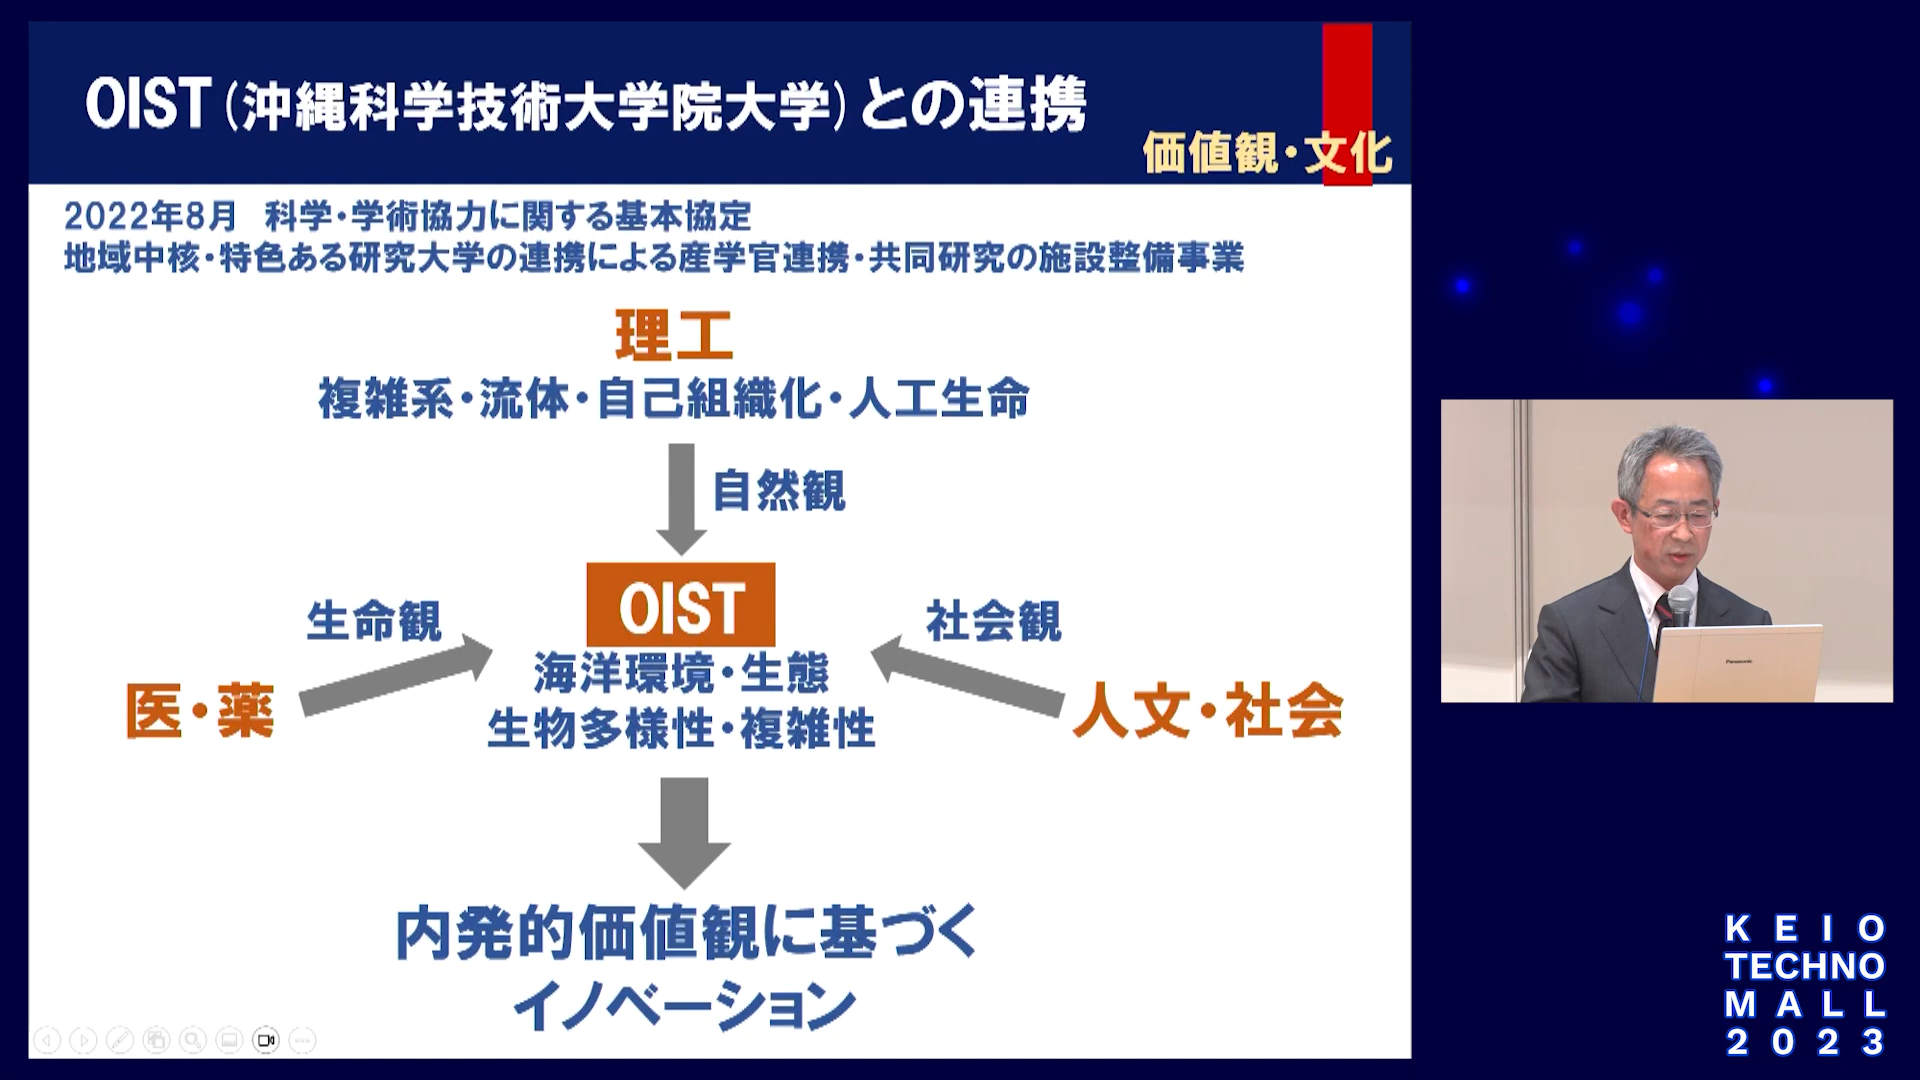 OIST(沖縄科学技術大学院大学)との連携
価値観・文化
2022年8月 科学・学術協力に関する基本協定
地域中核・特色ある研究大学の連携による産学官連携・共同研究の施設整備事業
理工
複雑系・流体・自己組織化・人工生命
自然観
OIST
生命観
社会観
海洋環境・生態
医・薬
人文・社会
生物多様性・複雑性
内発的価値観に基づく
イノベーション
Panasonic
KEIO
TECHNO
MALL
2023